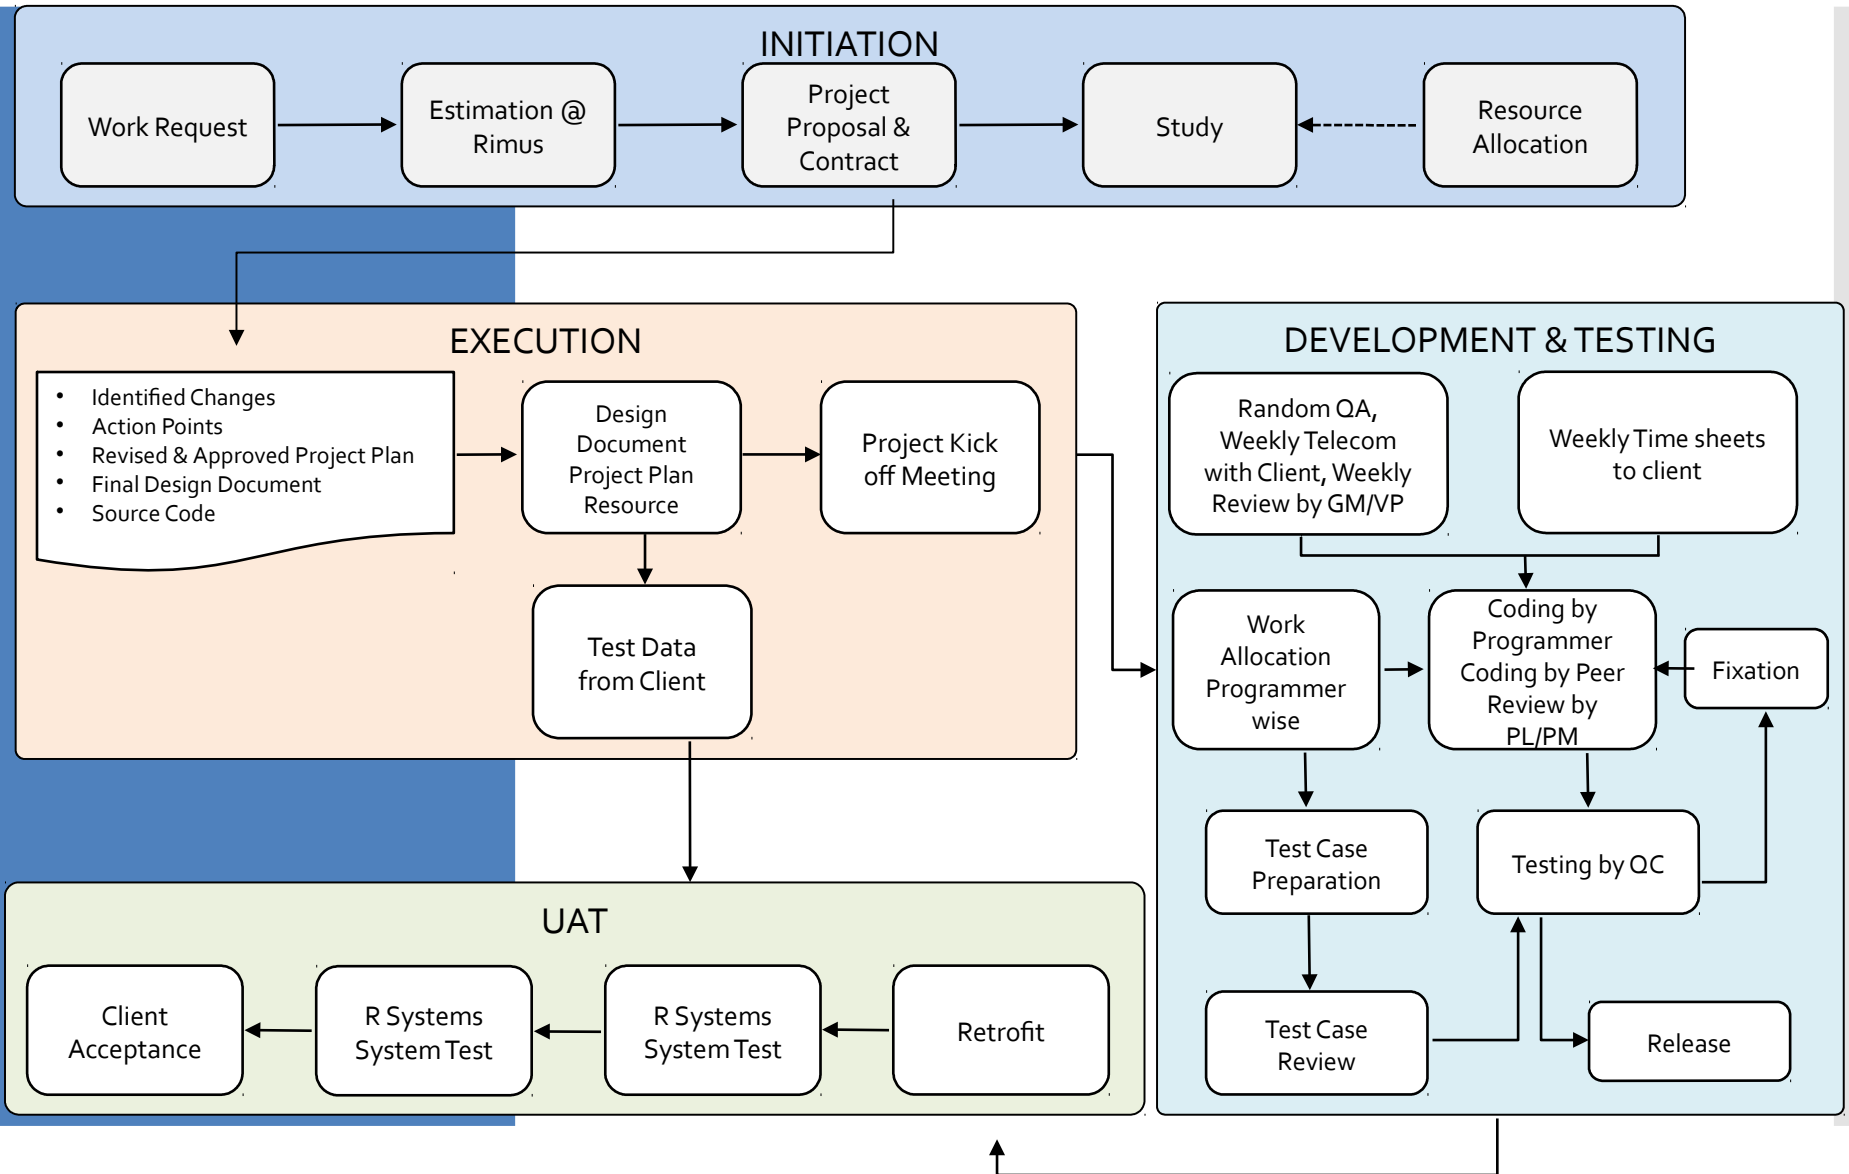 INITIATION
Work Request
Estimation @
Rimus
Project
Proposal &
Contract
Study
Resource
Allocation
EXECUTION
• Identified Changes
• Action Points
• Revised & Approved Project Plan
• Final Design Document
• Source Code
Design
Document
Project Plan
Resource
Project Kick
off Meeting
Test Data
from Client
DEVELOPMENT & TESTING
Random QA,
Weekly Telecom
with Client, Weekly
Review by GM/VP
Weekly Time sheets
to client
Work
Allocation
Programmer
wise
Coding by
Programmer
Coding by Peer
Review by
PL/PM
Fixation
Test Case
Preparation
Testing by QC
Test Case
Review
Release
UAT
Client
Acceptance
R Systems
System Test
R Systems
System Test
Retrofit